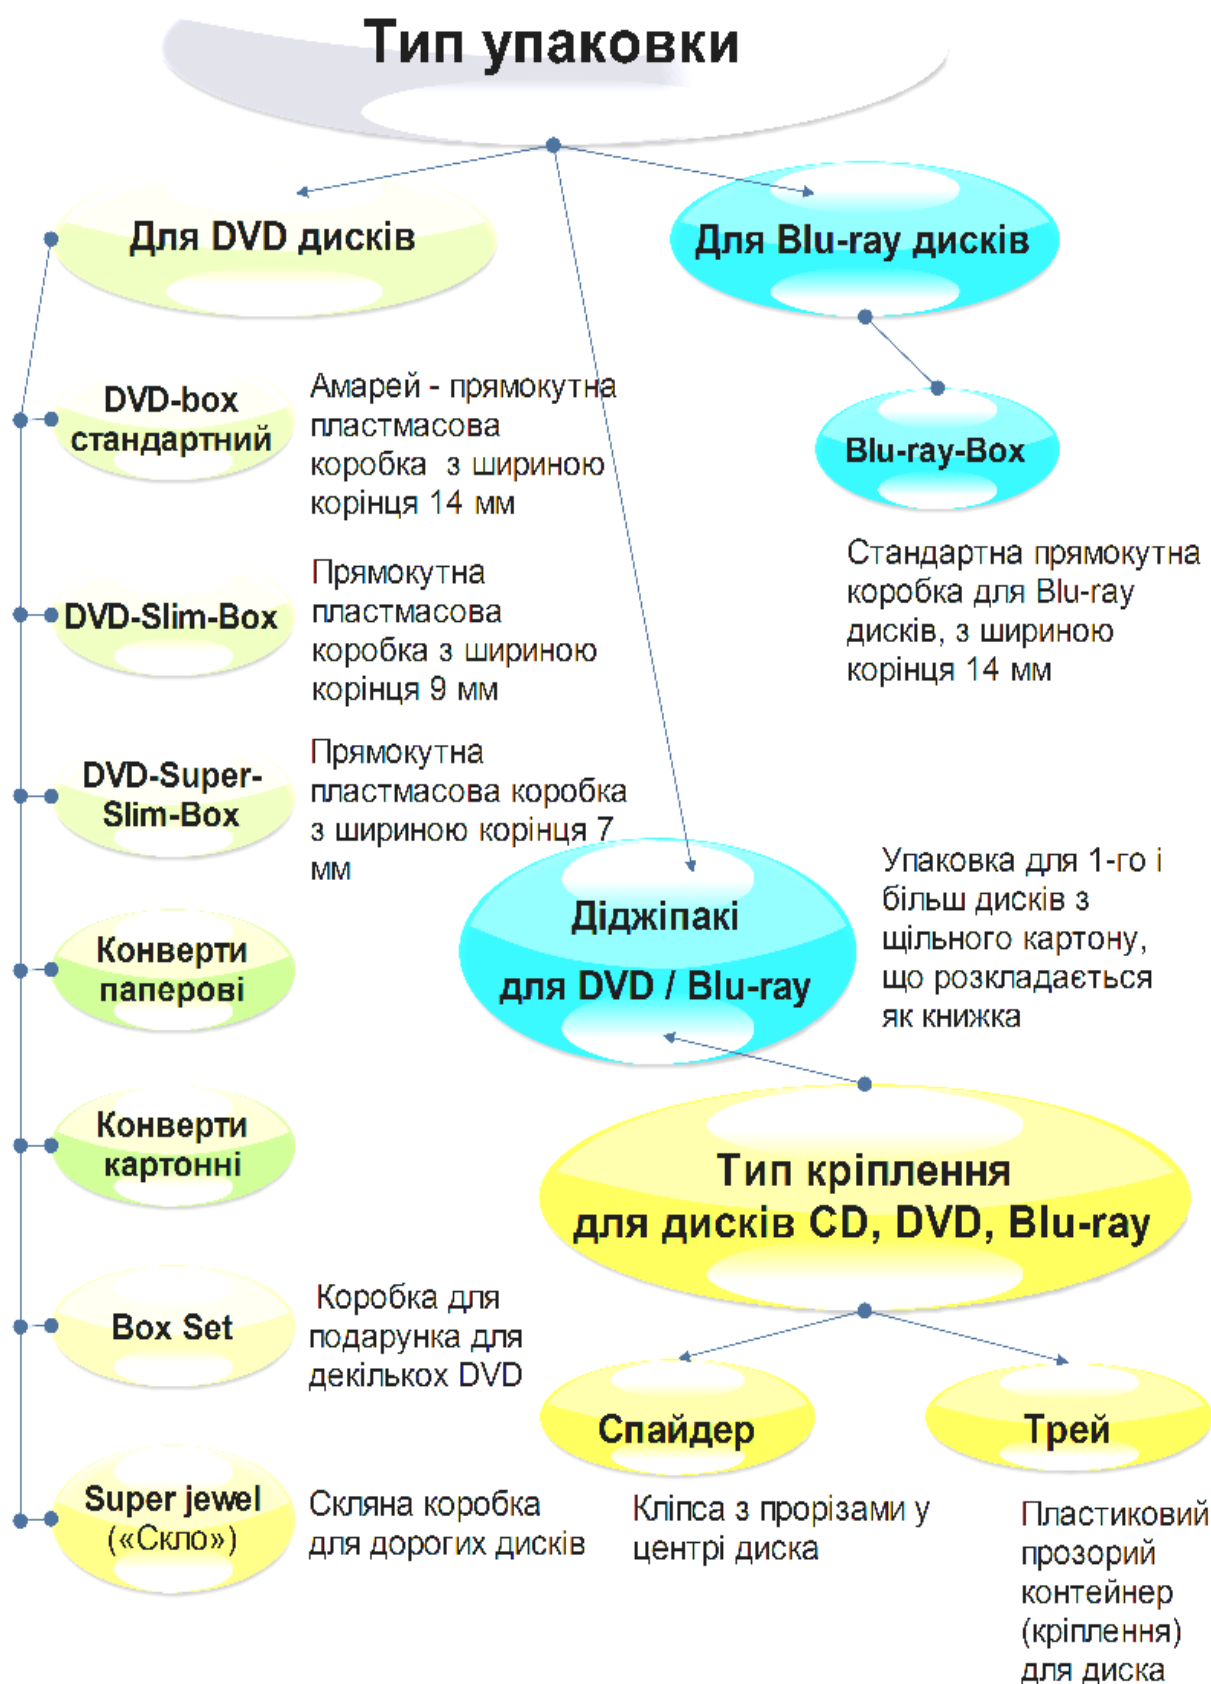 Тип упаковки
Для DVD дисків
Для Blu-ray дисків
DVD-box
стандартний
Амарей - прямокутна
пластмасова
коробка з шириною
корінця 14 мм
Blu-ray-Box
Стандартна прямокутна
коробка для Blu-ray
дисків, з шириною
корінця 14 мм
DVD-Slim-Box
Прямокутна
пластмасова
коробка з шириною
корінця 9 мм
DVD-Super-
Slim-Box
Прямокутна
пластмасова коробка
з шириною корінця 7
мм
Діджіпакі
для DVD / Blu-ray
Упаковка для 1-го і
більш дисків з
щільного картону,
що розкладається
як книжка
Конверти
паперові
Конверти
картонні
Тип кріплення
для дисків CD, DVD, Blu-ray
Box Set
Коробка для
подарунка для
декількох DVD
Спайдер
Трей
Super jewel
(«Скло»)
Скляна коробка
для дорогих дисків
Кліпса з прорізами у
центрі диска
Пластиковий
прозорий
контейнер
(кріплення)
для диска